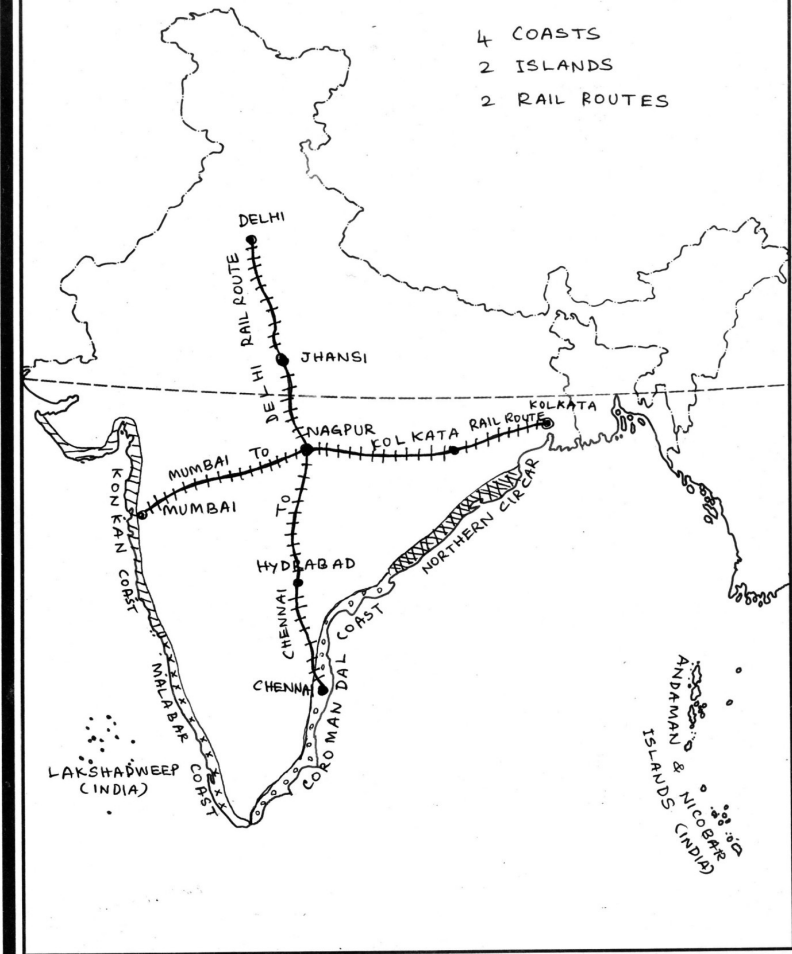 4 COASTS
2 ISLANDS
2 RAIL ROUTES
DELHI
DELHI RAIL ROUTE
JHANSI
KOLKATA
NAGPUR
KOLKATA RAIL ROUTE
MUMBAI TO
MUMBAI
KONKAN COAST
NORTHERN CIRCAR
TO
HYDRABAD
CHENNAI
COROMANDAL COAST
CHENNAI
MALABAR COAST
LAKSHADWEEP
(INDIA)
ANDAMAN & NICOBAR
ISLANDS (INDIA)